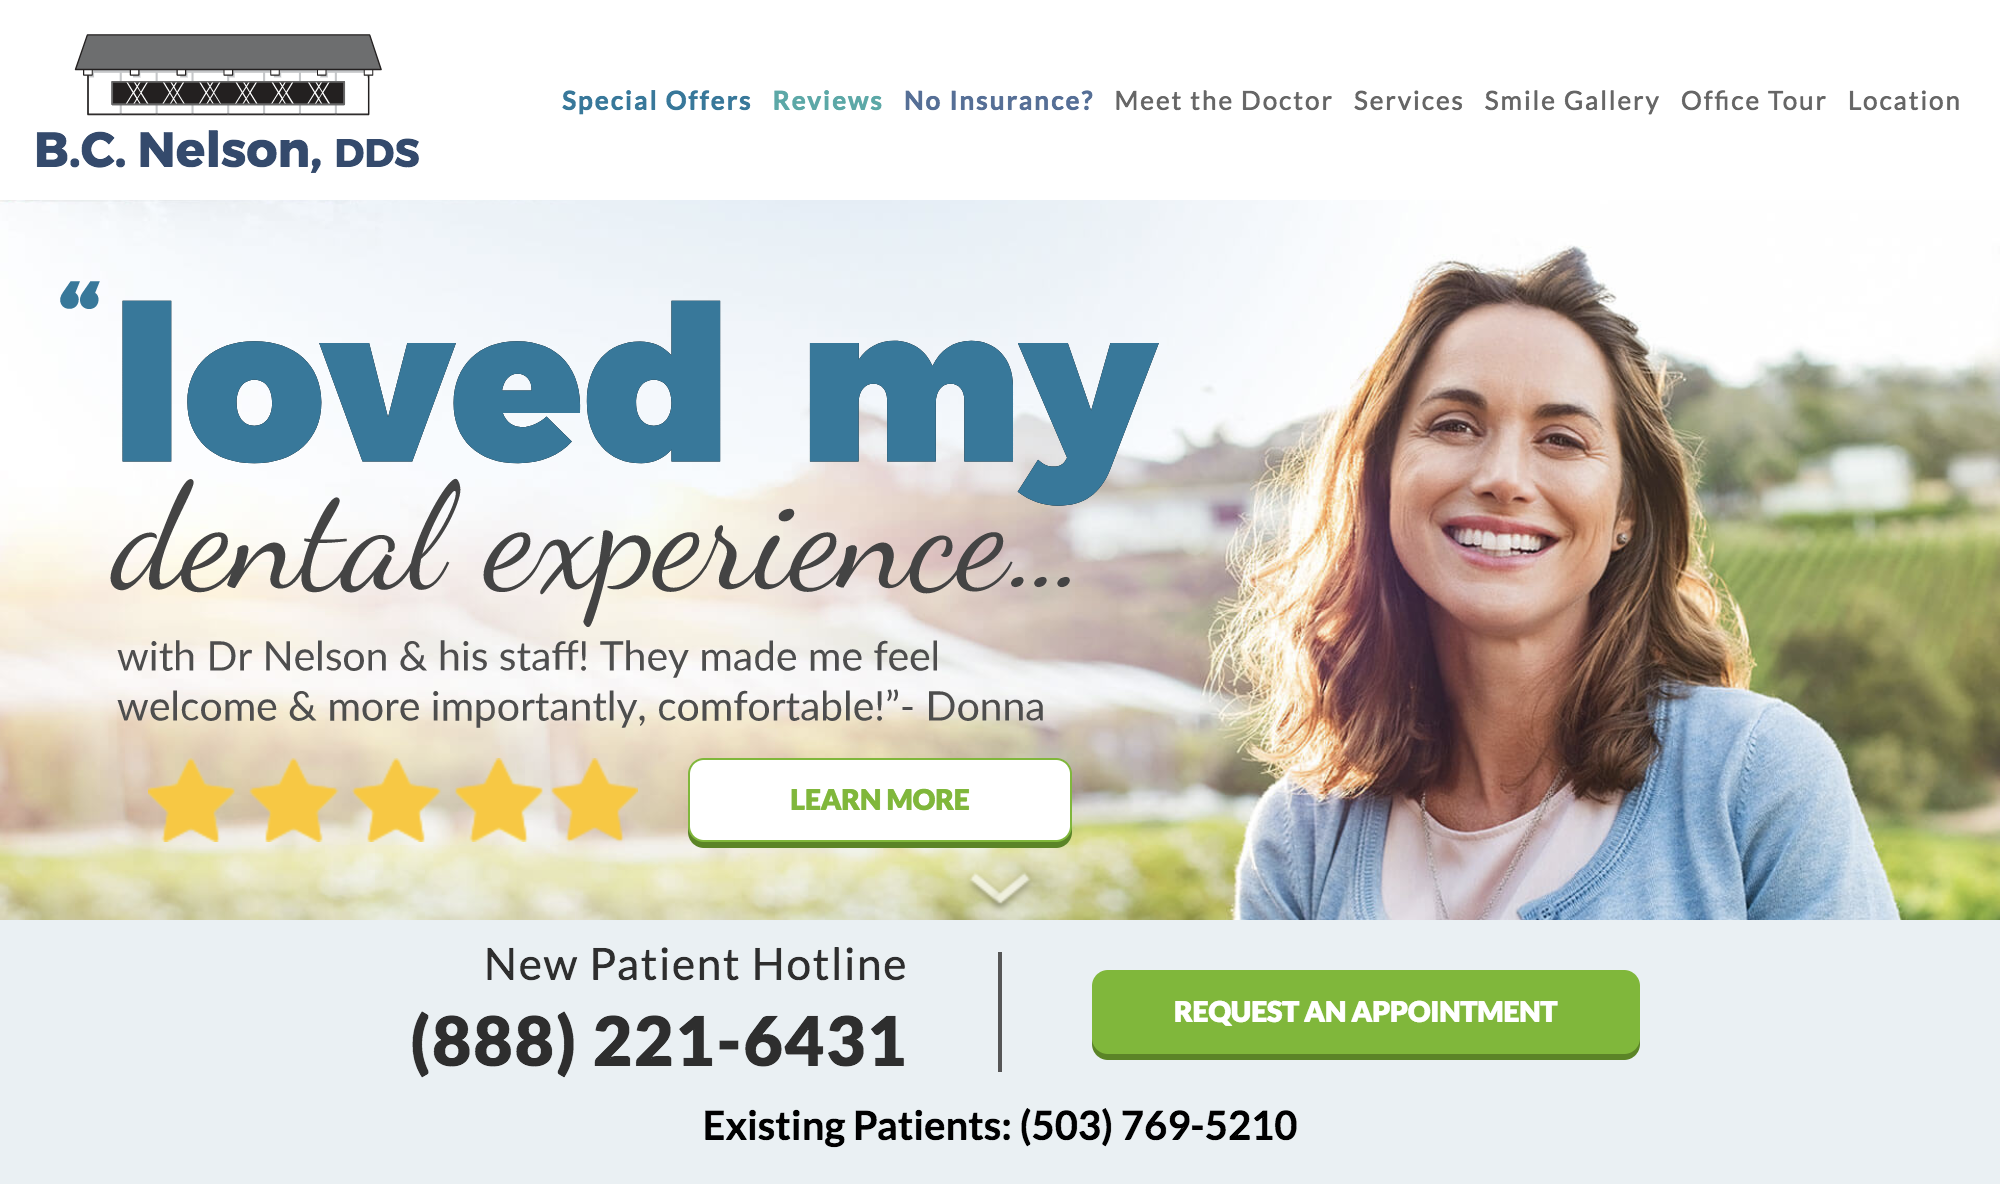 B.C. Nelson, DDS
Special Offers Reviews No Insurance? Meet the Doctor Services Smile Gallery Office Tour Location
“loved my
dental experience...
with Dr Nelson & his staff! They made me feel
welcome & more importantly, comfortable!”- Donna
LEARN MORE
New Patient Hotline
(888) 221-6431
REQUEST AN APPOINTMENT
Existing Patients: (503) 769-5210